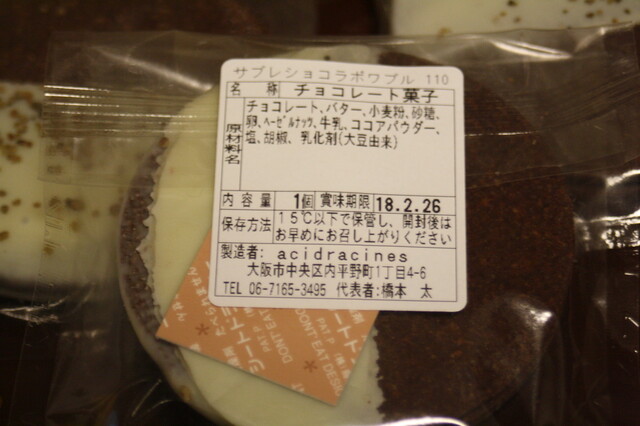 サブレショコラポワブル 110
名 称 チョコレート菓子
原材料名 チョコレート、バター、小麦粉、砂糖、
卵、ヘーゼルナッツ、牛乳、ココアパウダー、
塩、胡椒、乳化剤(大豆由来)
内 容 量 1個 賞味期限 18.2.26
保存方法 15℃以下で保管し、開封後は
お早めにお召し上がりください
製造者: acidracines
大阪市中央区内平野町1丁目4-6
TEL 06-7165-3495 代表者:橋本 太
DON'T EAT